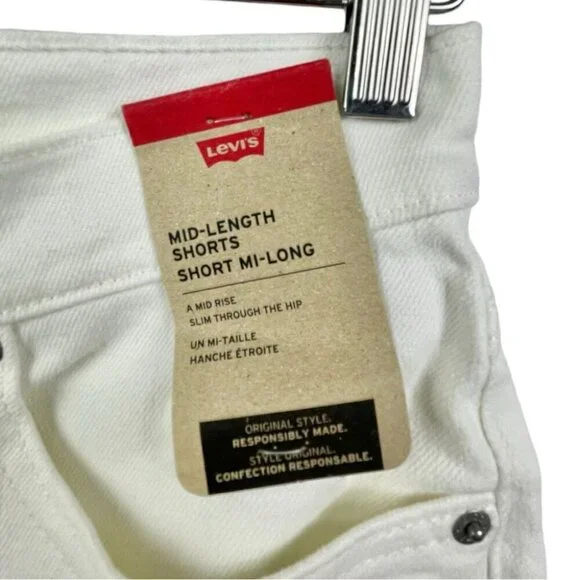 Levi's
MID-LENGTH
SHORTS
SHORT MI-LONG
A MID RISE
SLIM THROUGH THE HIP
UN MI-TAILLE
HANCHE ÉTROITE
ORIGINAL STYLE.
RESPONSIBLY MADE.
STYLE ORIGINAL.
CONFECTION RESPONSABLE.